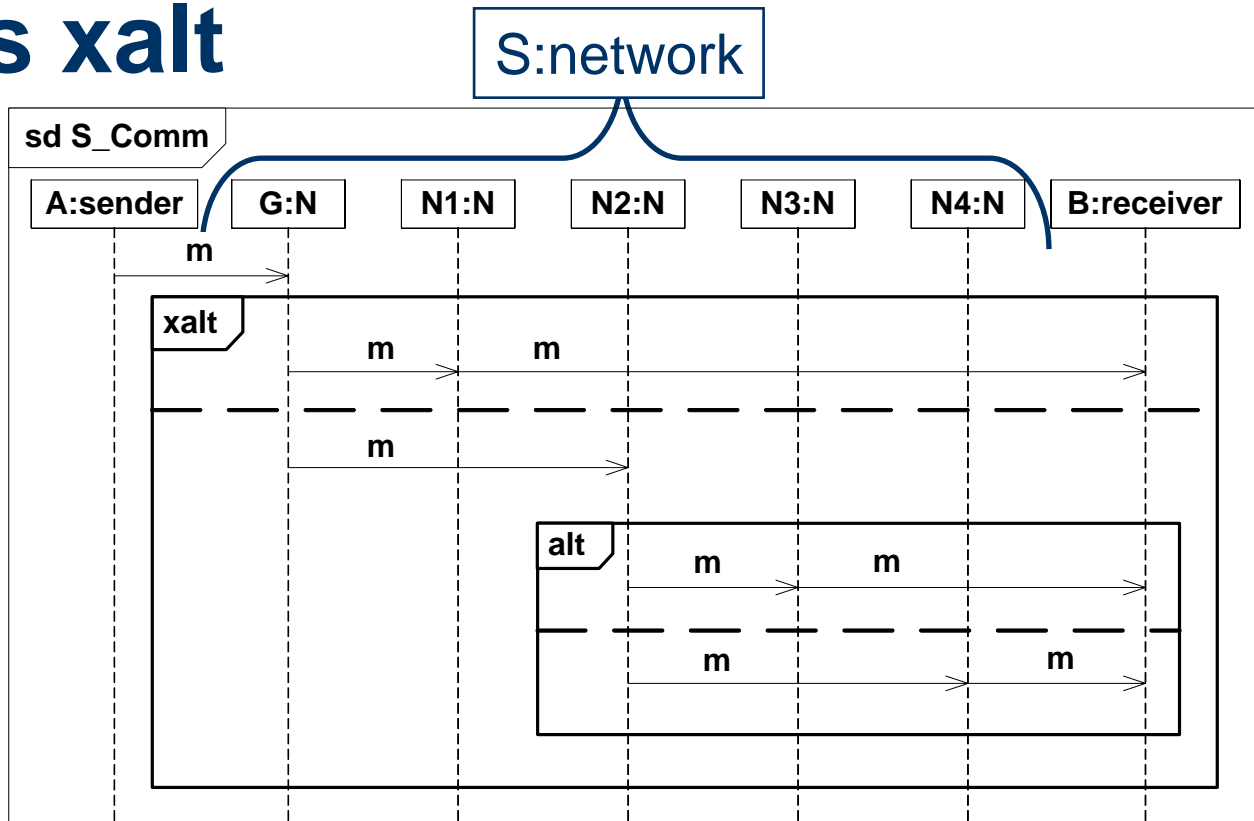 s xalt
S:network
sd S_Comm
A:sender G:N N1:N N2:N N3:N N4:N B:receiver
m
xalt
m m
m
alt
m m
m m